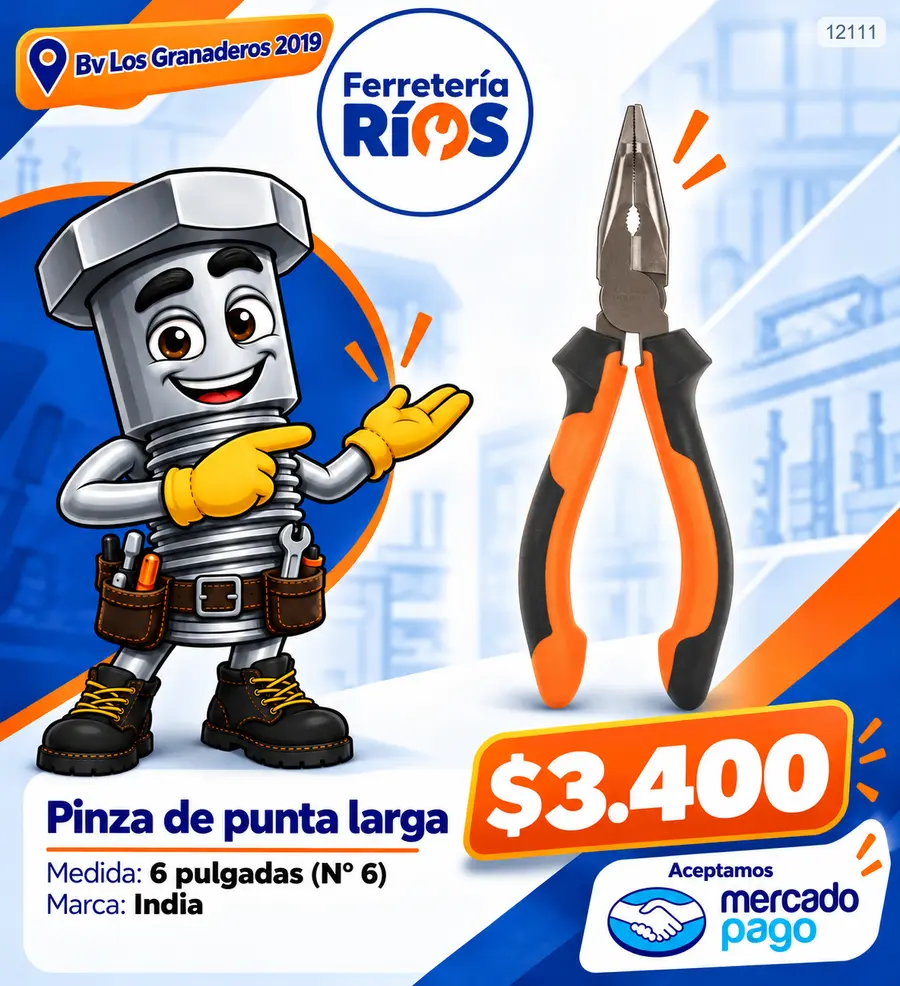 Bv Los Granaderos 2019
Ferretería
RÍOS
12111
Pinza de punta larga
Medida: 6 pulgadas (Nº 6)
Marca: India
$3.400
Aceptamos
mercado
pago